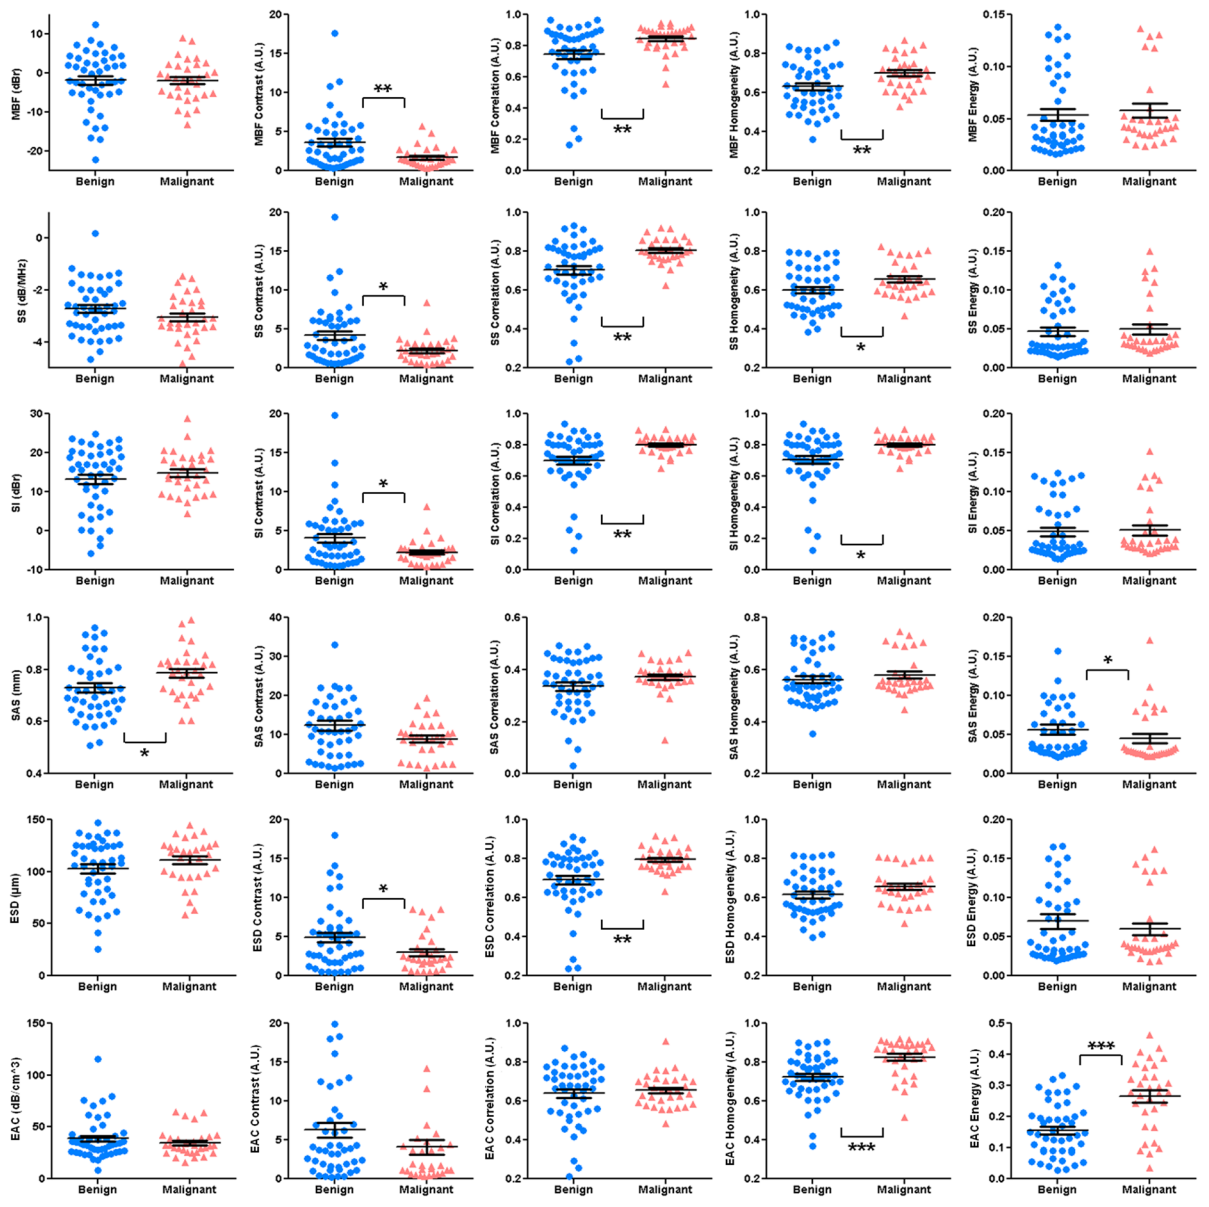 MBF (dBr)
10
0
-10
-20
Benign Malignant
MBF Contrast (A.U.)
20
15
10
5
0
**
Benign Malignant
MBF Correlation (A.U.)
1.0
0.8
0.6
0.4
0.2
0.0
**
Benign Malignant
MBF Homogeneity (A.U.)
1.0
0.8
0.6
0.4
0.2
**
Benign Malignant
MBF Energy (A.U.)
0.15
0.10
0.05
0.00
Benign Malignant
SS (dB/MHz)
0
-2
-4
Benign Malignant
SS Contrast (A.U.)
20
15
10
5
0
*
Benign Malignant
SS Correlation (A.U.)
1.0
0.8
0.6
0.4
0.2
**
Benign Malignant
SS Homogeneity (A.U.)
1.0
0.8
0.6
0.4
0.2
*
Benign Malignant
SS Energy (A.U.)
0.20
0.15
0.10
0.05
0.00
Benign Malignant
SI (dBr)
30
20
10
0
-10
Benign Malignant
SI Contrast (A.U.)
20
15
10
5
0
*
Benign Malignant
SI Correlation (A.U.)
1.0
0.8
0.6
0.4
0.2
0.0
**
Benign Malignant
SI Homogeneity (A.U.)
1.0
0.8
0.6
0.4
0.2
0.0
*
Benign Malignant
SI Energy (A.U.)
0.20
0.15
0.10
0.05
0.00
Benign Malignant
SAS (mm)
1.0
0.8
0.6
0.4
*
Benign Malignant
SAS Contrast (A.U.)
40
30
20
10
0
Benign Malignant
SAS Correlation (A.U.)
0.6
0.4
0.2
0.0
Benign Malignant
SAS Homogeneity (A.U.)
0.8
0.6
0.4
0.2
Benign Malignant
SAS Energy (A.U.)
0.20
0.15
0.10
0.05
0.00
*
Benign Malignant
ESD (µm)
150
100
50
0
Benign Malignant
ESD Contrast (A.U.)
20
15
10
5
0
*
Benign Malignant
ESD Correlation (A.U.)
1.0
0.8
0.6
0.4
0.2
**
Benign Malignant
ESD Homogeneity (A.U.)
1.0
0.8
0.6
0.4
0.2
Benign Malignant
ESD Energy (A.U.)
0.20
0.15
0.10
0.05
0.00
Benign Malignant
EAC (dB/cm^3)
150
100
50
0
Benign Malignant
EAC Contrast (A.U.)
20
15
10
5
0
Benign Malignant
EAC Correlation (A.U.)
1.0
0.8
0.6
0.4
0.2
Benign Malignant
EAC Homogeneity (A.U.)
1.0
0.8
0.6
0.4
0.2
***
Benign Malignant
EAC Energy (A.U.)
0.5
0.4
0.3
0.2
0.1
0.0
***
Benign Malignant